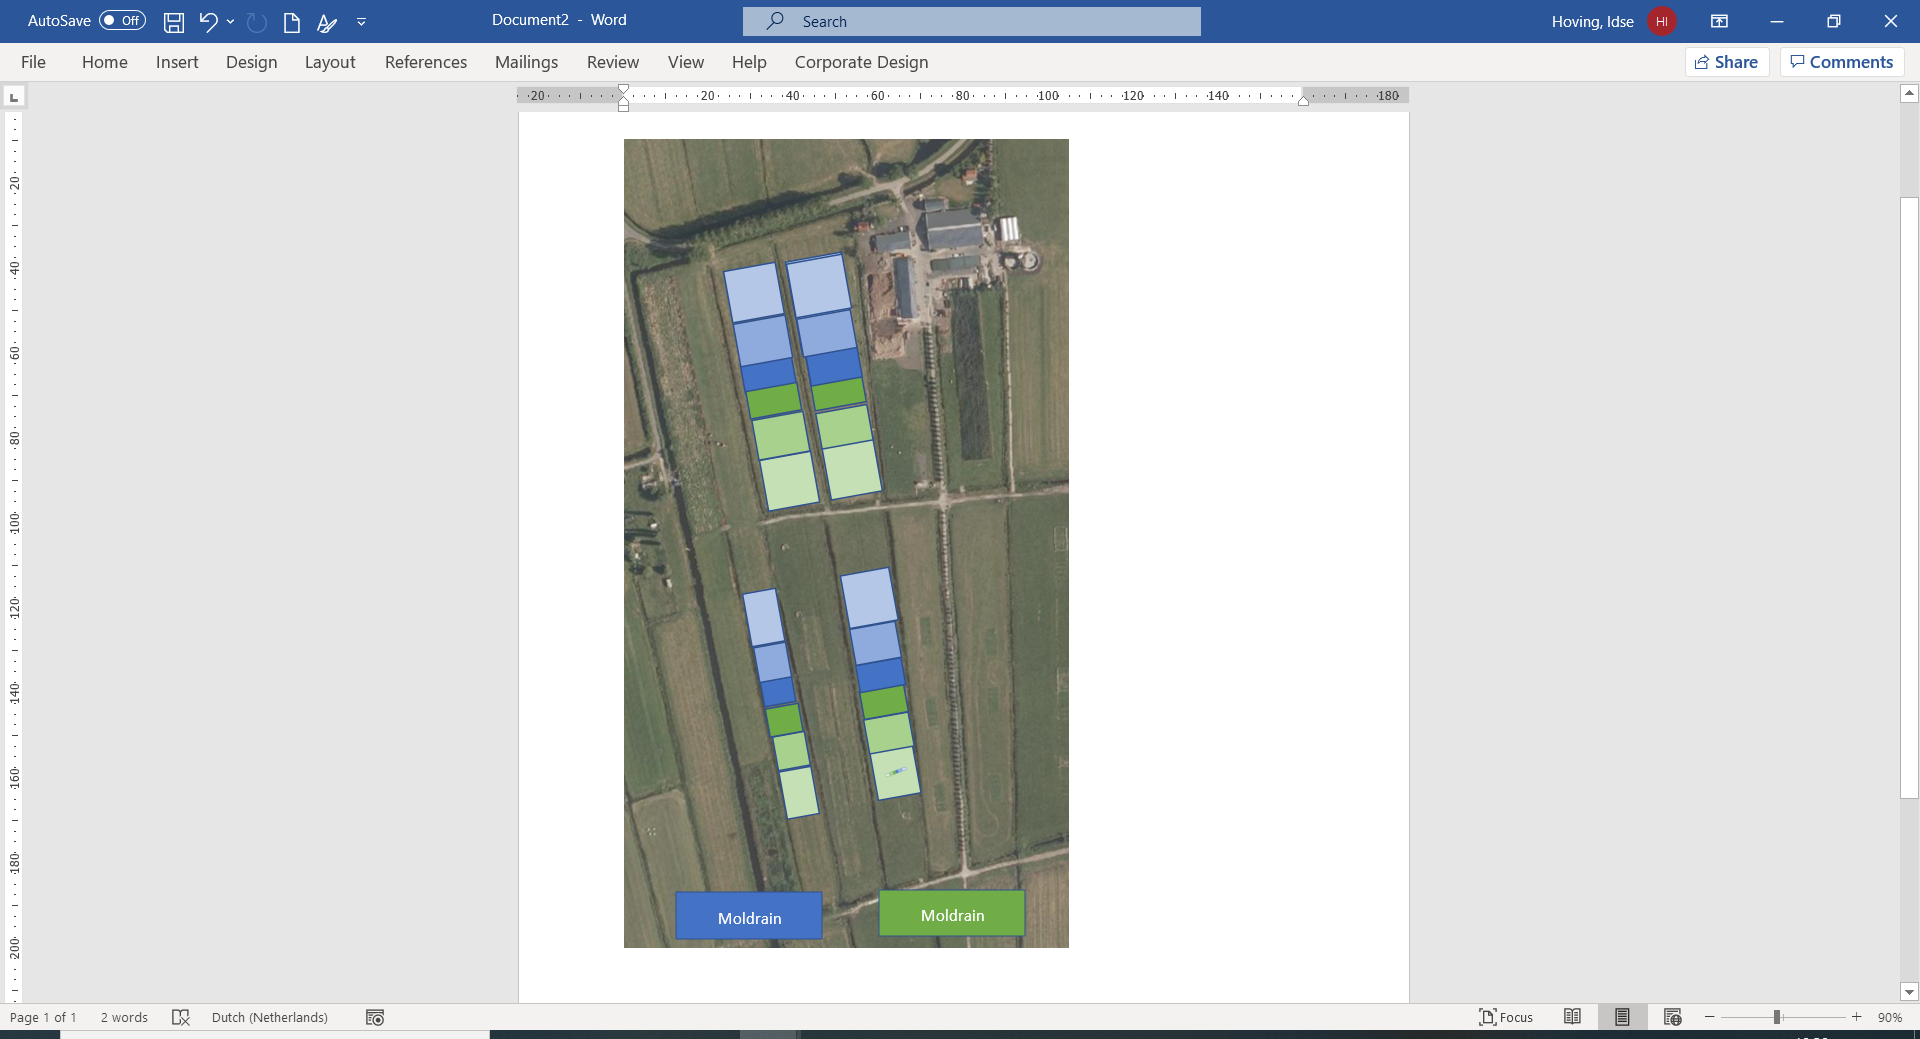 AutoSave Off Document2 - Word Search Hoving, Idse HI
File Home Insert Design Layout References Mailings Review View Help Corporate Design Share Comments
L 20 20 40 60 80 100 120 140 180
20
40
60
80
100
120
140
160
180
200
Moldrain Moldrain
Page 1 of 1 2 words Dutch (Netherlands) Focus 90%